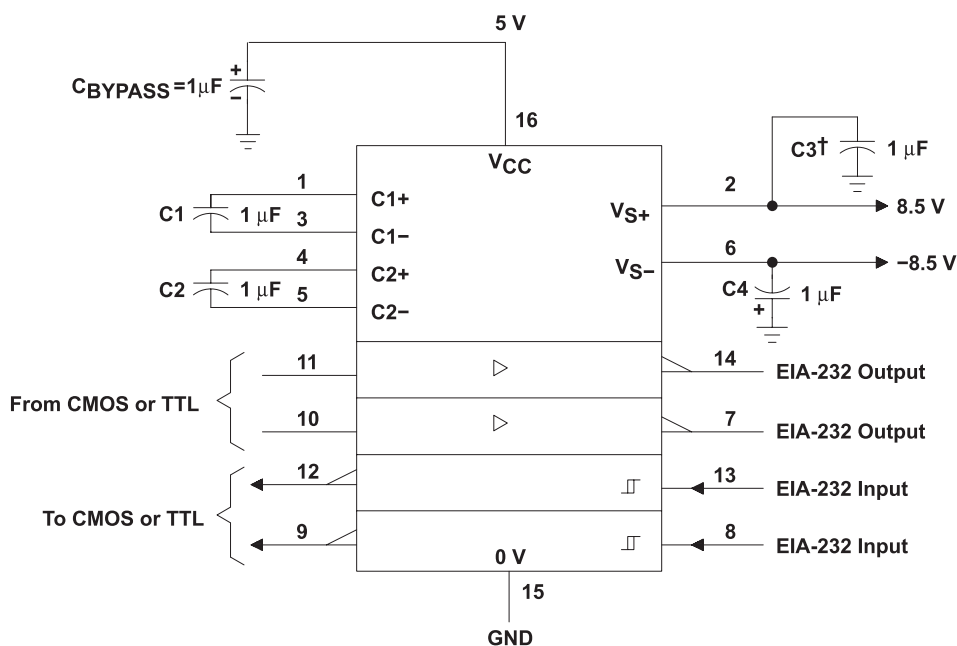 5 V
+
CBYPASS =1µF
−
16
VCC
C3† 1 µF
1
C1+
2
C1 1 µF
VS+
8.5 V
3
C1−
4
C2+
6
VS−
−8.5 V
C2 1 µF
5
C2−
C4 1 µF
+
11
14
EIA-232 Output
From CMOS or TTL
10
7
EIA-232 Output
12
13
EIA-232 Input
To CMOS or TTL
9
8
EIA-232 Input
0 V
15
GND